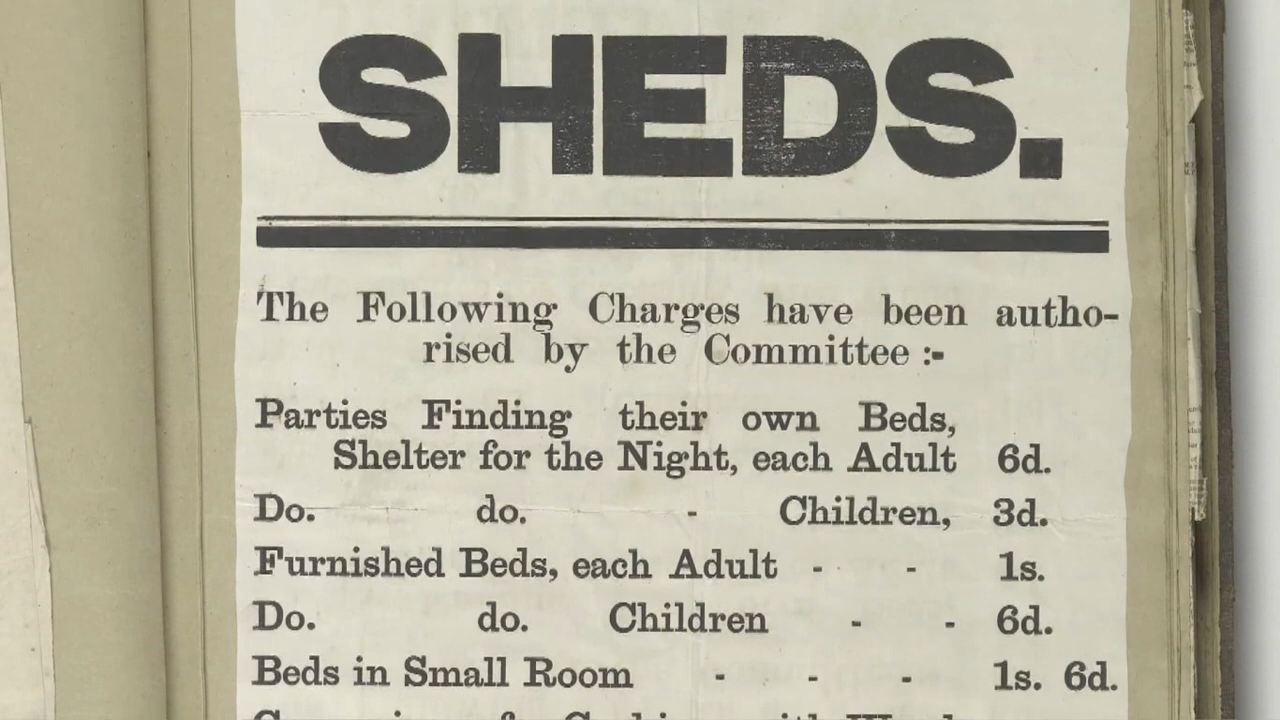 SHEDS.
The Following Charges have been autho-
rised by the Committee :-
Parties Finding their own Beds,
Shelter for the Night, each Adult 6d.
Do. do. - Children, 3d.
Furnished Beds, each Adult - - 1s.
Do. do. Children - - 6d.
Beds in Small Room - - - 1s. 6d.